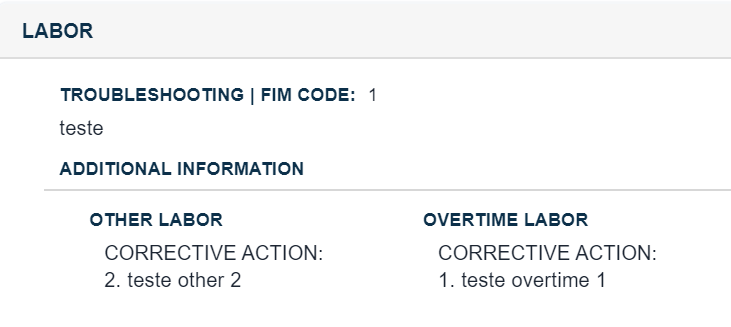 LABOR
TROUBLESHOOTING | FIM CODE: 1
teste
ADDITIONAL INFORMATION
OTHER LABOR
CORRECTIVE ACTION:
2. teste other 2
OVERTIME LABOR
CORRECTIVE ACTION:
1. teste overtime 1